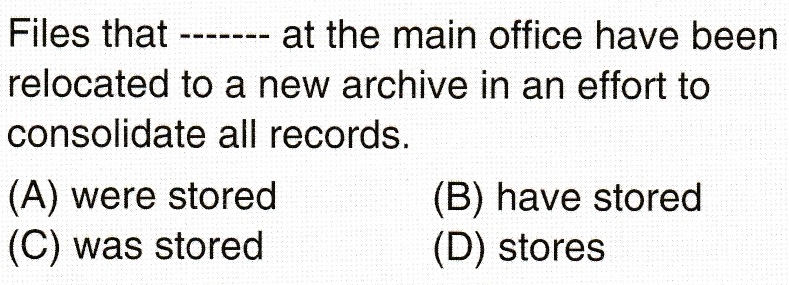 Files that ------- at the main office have been
relocated to a new archive in an effort to
consolidate all records.
(A) were stored (B) have stored
(C) was stored (D) stores